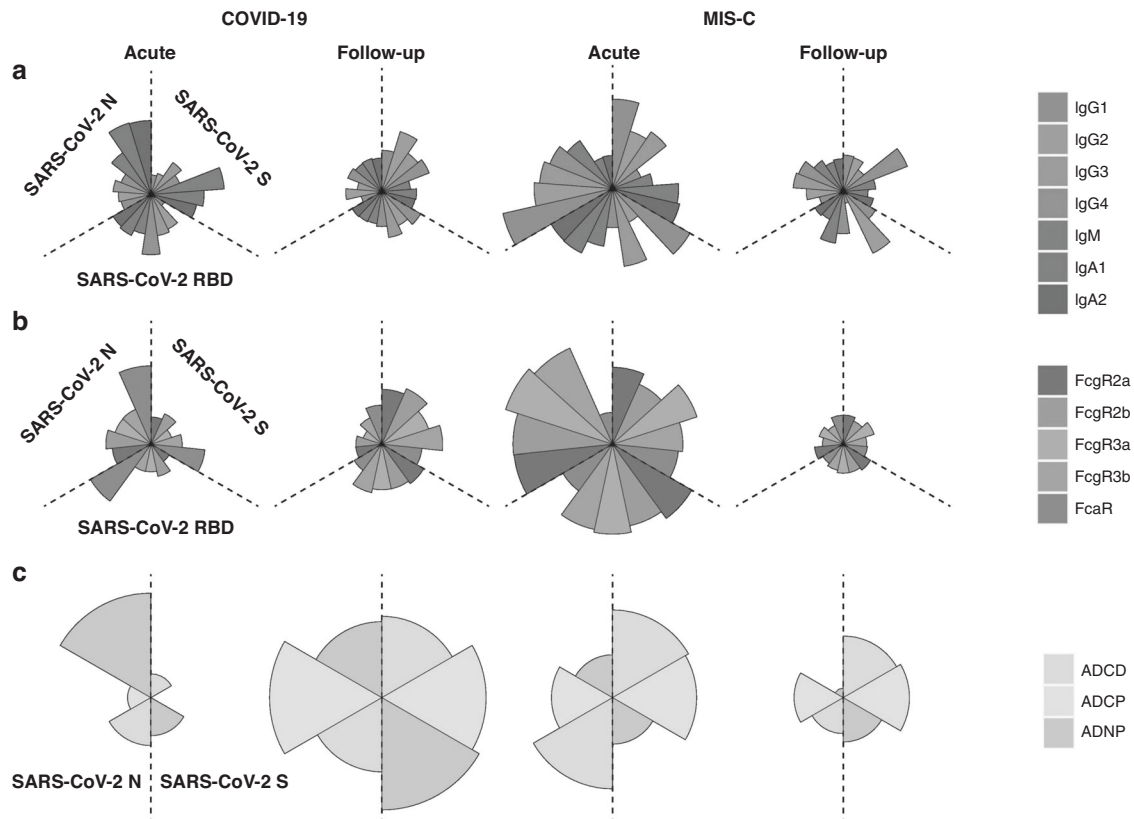 COVID-19
MIS-C
Acute
Follow-up
Acute
Follow-up
a
SARS-CoV-2 N
SARS-CoV-2 S
SARS-CoV-2 RBD
IgG1
IgG2
IgG3
IgG4
IgM
IgA1
IgA2
b
SARS-CoV-2 N
SARS-CoV-2 S
SARS-CoV-2 RBD
FcgR2a
FcgR2b
FcgR3a
FcgR3b
FcaR
c
SARS-CoV-2 N
SARS-CoV-2 S
ADCD
ADCP
ADNP